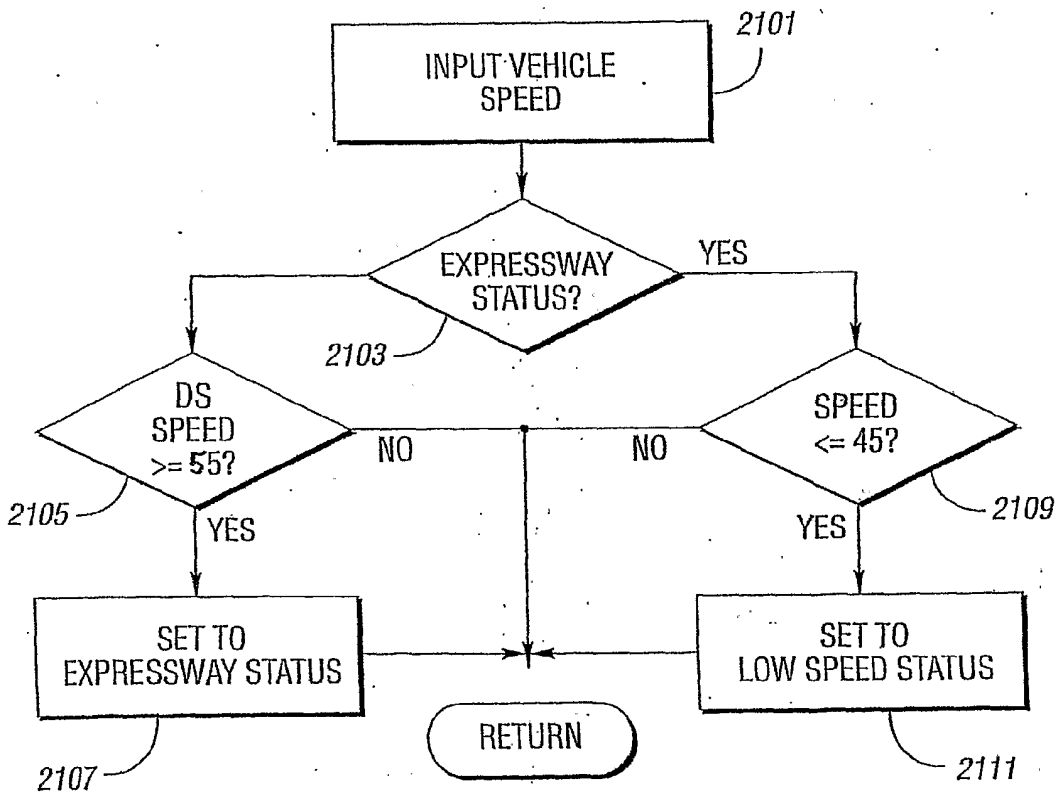 2101
INPUT VEHICLE
SPEED
EXPRESSWAY
STATUS?
YES
2103
DS
SPEED
>= 55?
NO
NO
SPEED
<= 45?
2105
YES
YES
2109
SET TO
EXPRESSWAY STATUS
SET TO
LOW SPEED STATUS
RETURN
2107
2111